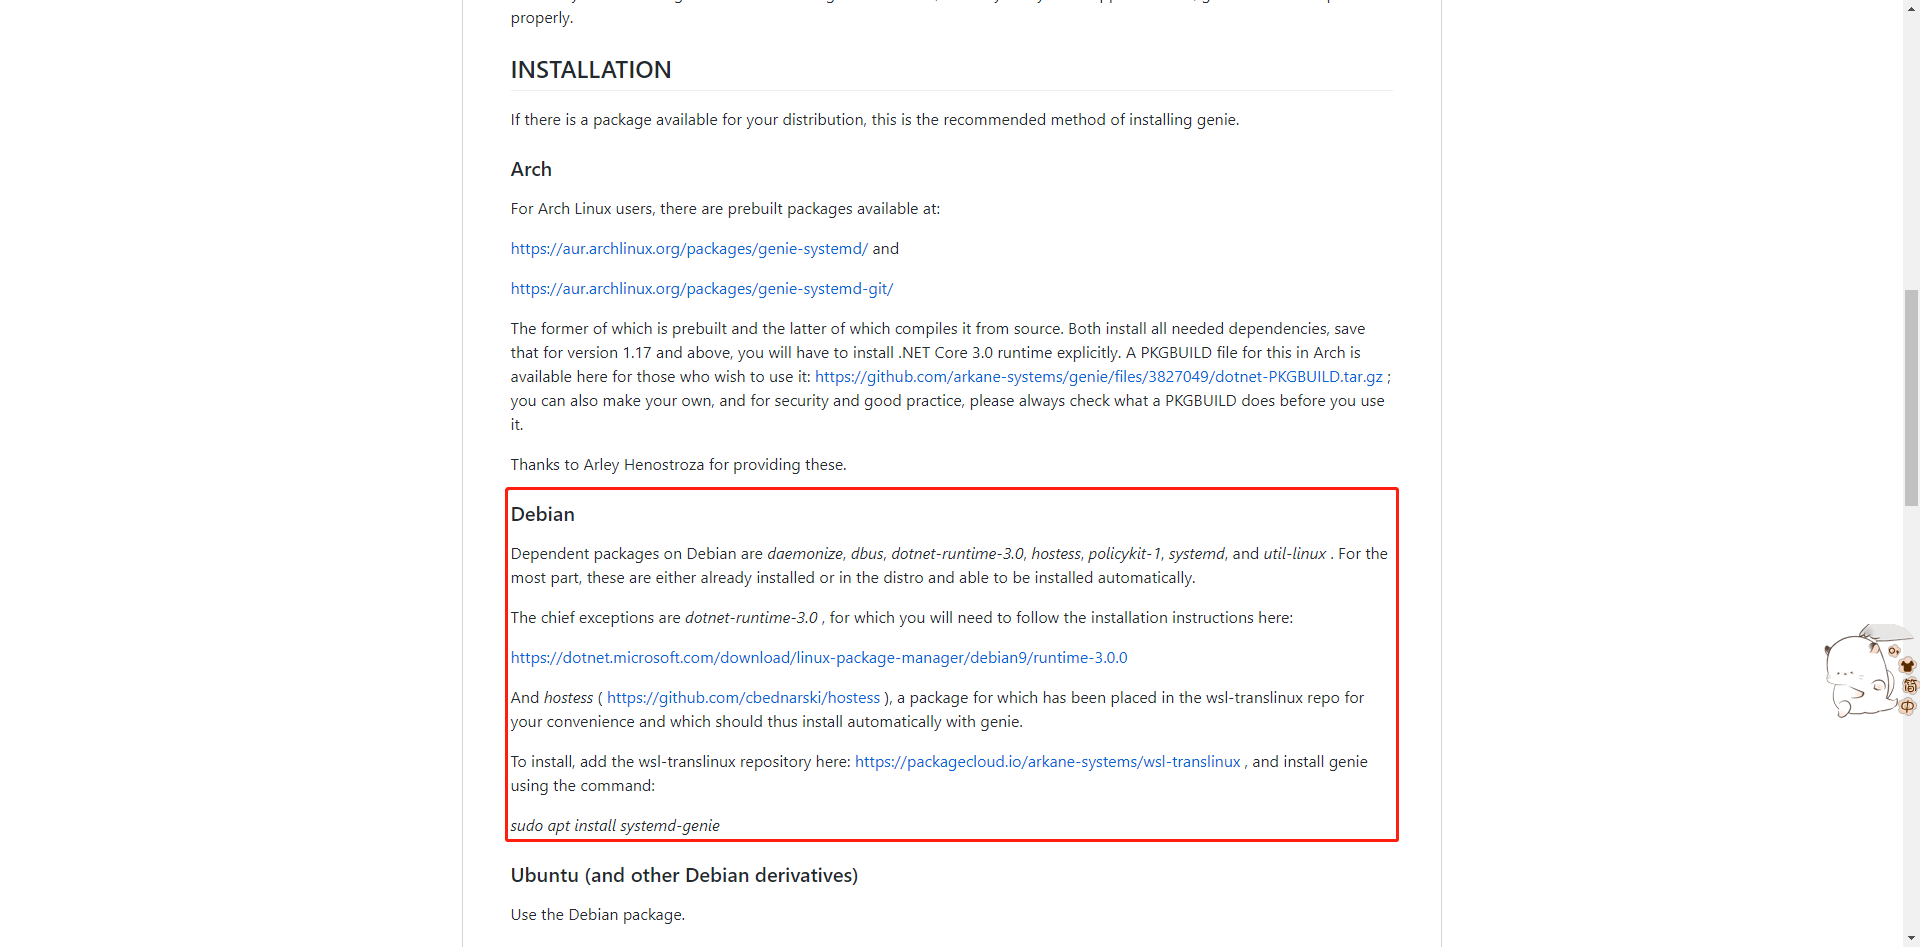 properly.
INSTALLATION
If there is a package available for your distribution, this is the recommended method of installing genie.
Arch
For Arch Linux users, there are prebuilt packages available at:
https://aur.archlinux.org/packages/genie-systemd/ and
https://aur.archlinux.org/packages/genie-systemd-git/
The former of which is prebuilt and the latter of which compiles it from source. Both install all needed dependencies, save
that for version 1.17 and above, you will have to install .NET Core 3.0 runtime explicitly. A PKGBUILD file for this in Arch is
available here for those who wish to use it: https://github.com/arkane-systems/genie/files/3827049/dotnet-PKGBUILD.tar.gz ;
you can also make your own, and for security and good practice, please always check what a PKGBUILD does before you use
it.
Thanks to Arley Henostroza for providing these.
Debian
Dependent packages on Debian are daemonize, dbus, dotnet-runtime-3.0, hostess, policykit-1, systemd, and util-linux . For the
most part, these are either already installed or in the distro and able to be installed automatically.
The chief exceptions are dotnet-runtime-3.0 , for which you will need to follow the installation instructions here:
https://dotnet.microsoft.com/download/linux-package-manager/debian9/runtime-3.0.0
And hostess ( https://github.com/cbednarski/hostess ), a package for which has been placed in the wsl-translinux repo for
your convenience and which should thus install automatically with genie.
To install, add the wsl-translinux repository here: https://packagecloud.io/arkane-systems/wsl-translinux , and install genie
using the command:
sudo apt install systemd-genie
Ubuntu (and other Debian derivatives)
Use the Debian package.
简
中